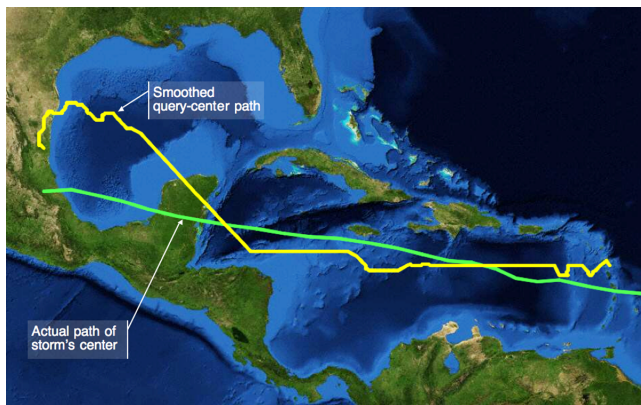 Smoothed
query-center path
Actual path of
storm's center